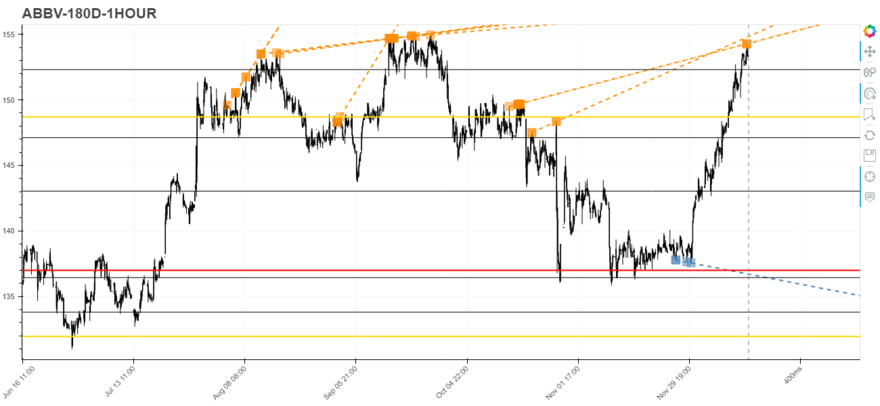 ABBV-180D-1HOUR
155
150
145
140
135
Jun 16 11:00
Jul 13 11:00
Aug 08 08:00
Sep 05 21:00
Oct 04 22:00
Nov 01 17:00
Nov 29 19:00
400ms